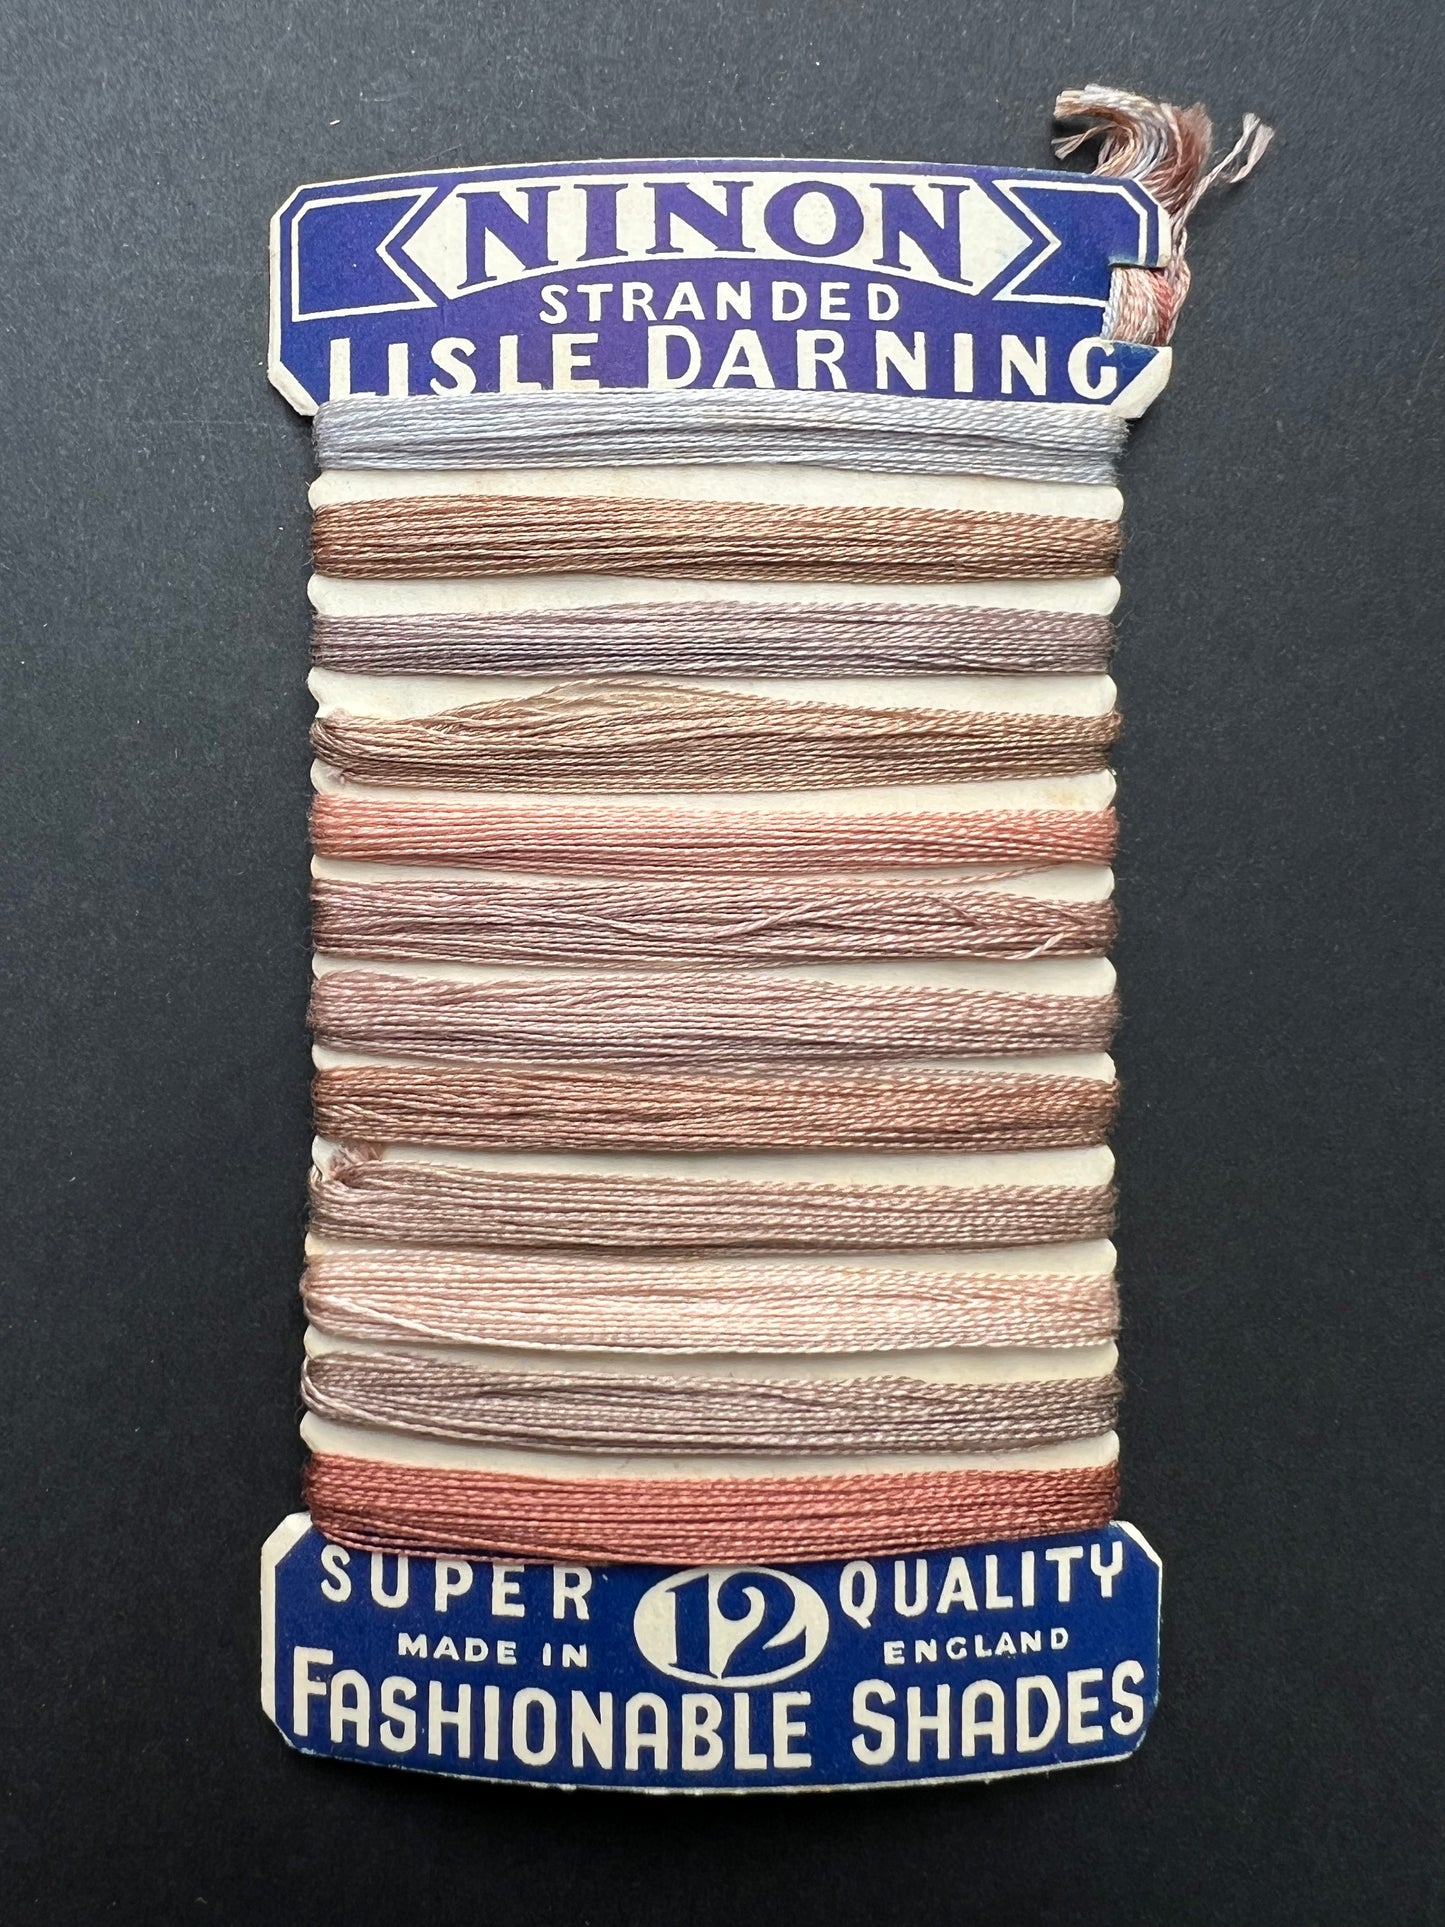 NINON
STRANDED
LISLE DARNING
SUPER 12 QUALITY
MADE IN ENGLAND
FASHIONABLE SHADES